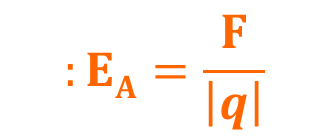 : E_A = F / |q|